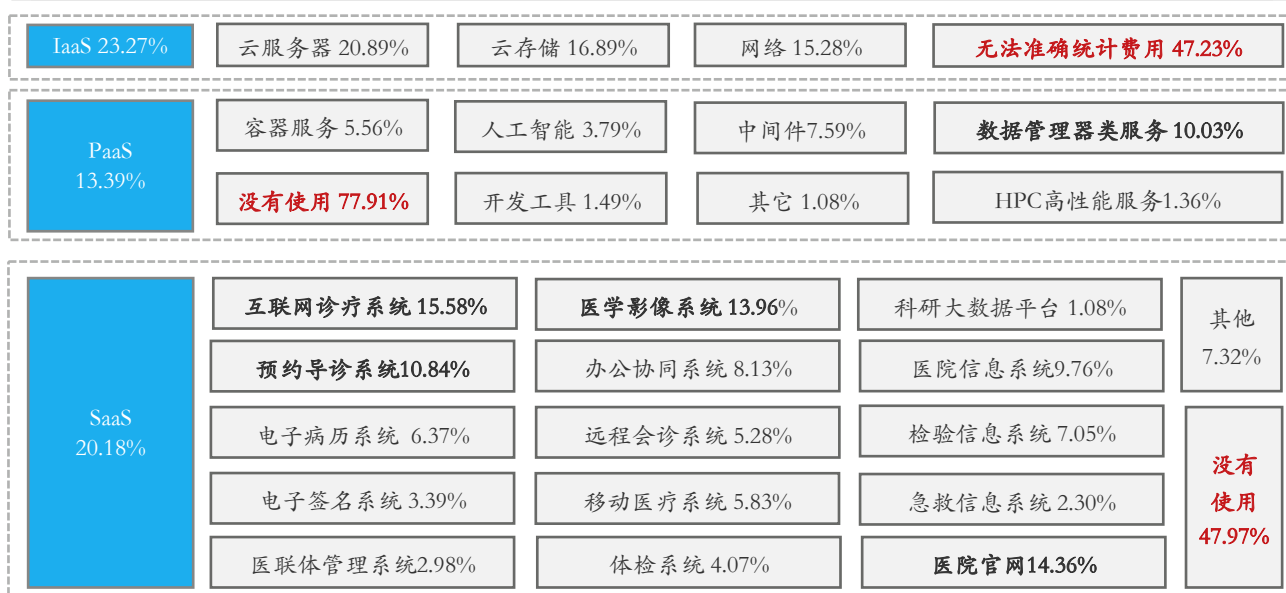 IaaS 23.27%
云服务器 20.89%
云存储 16.89%
网络 15.28%
无法准确统计费用 47.23%
PaaS
13.39%
容器服务 5.56%
人工智能 3.79%
中间件7.59%
数据管理器类服务 10.03%
没有使用 77.91%
开发工具 1.49%
其它 1.08%
HPC高性能服务1.36%
SaaS
20.18%
互联网诊疗系统 15.58%
医学影像系统 13.96%
科研大数据平台 1.08%
其他
7.32%
预约导诊系统10.84%
办公协同系统 8.13%
医院信息系统9.76%
电子病历系统 6.37%
远程会诊系统 5.28%
检验信息系统 7.05%
没有
使用
47.97%
电子签名系统 3.39%
移动医疗系统 5.83%
急救信息系统 2.30%
医联体管理系统2.98%
体检系统 4.07%
医院官网14.36%